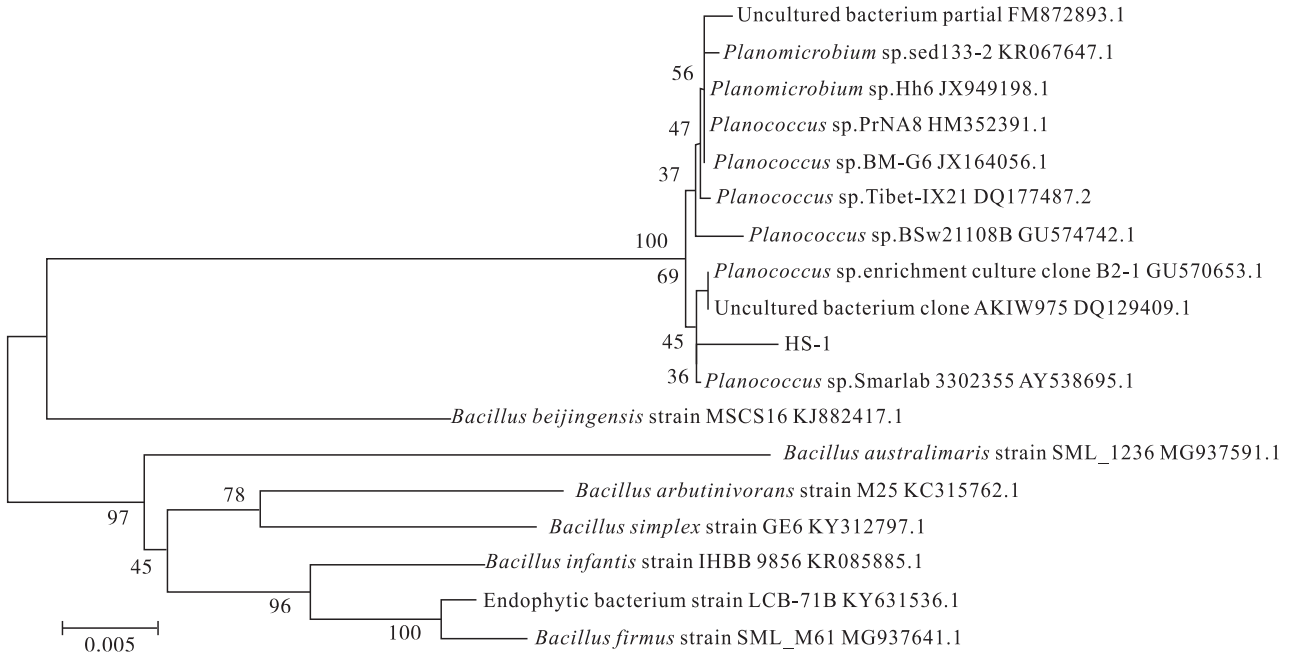 Uncultured bacterium partial FM872893.1
Planomicrobium sp.sed133-2 KR067647.1
56
Planomicrobium sp.Hh6 JX949198.1
47
Planococcus sp.PrNA8 HM352391.1
Planococcus sp.BM-G6 JX164056.1
37
Planococcus sp.Tibet-IX21 DQ177487.2
Planococcus sp.BSw21108B GU574742.1
100
69
Planococcus sp.enrichment culture clone B2-1 GU570653.1
Uncultured bacterium clone AKIW975 DQ129409.1
45
HS-1
36
Planococcus sp.Smarlab 3302355 AY538695.1
Bacillus beijingensis strain MSCS16 KJ882417.1
Bacillus australimaris strain SML_1236 MG937591.1
78
Bacillus arbutinivorans strain M25 KC315762.1
97
Bacillus simplex strain GE6 KY312797.1
45
Bacillus infantis strain IHBB 9856 KR085885.1
96
Endophytic bacterium strain LCB-71B KY631536.1
100
Bacillus firmus strain SML_M61 MG937641.1
0.005